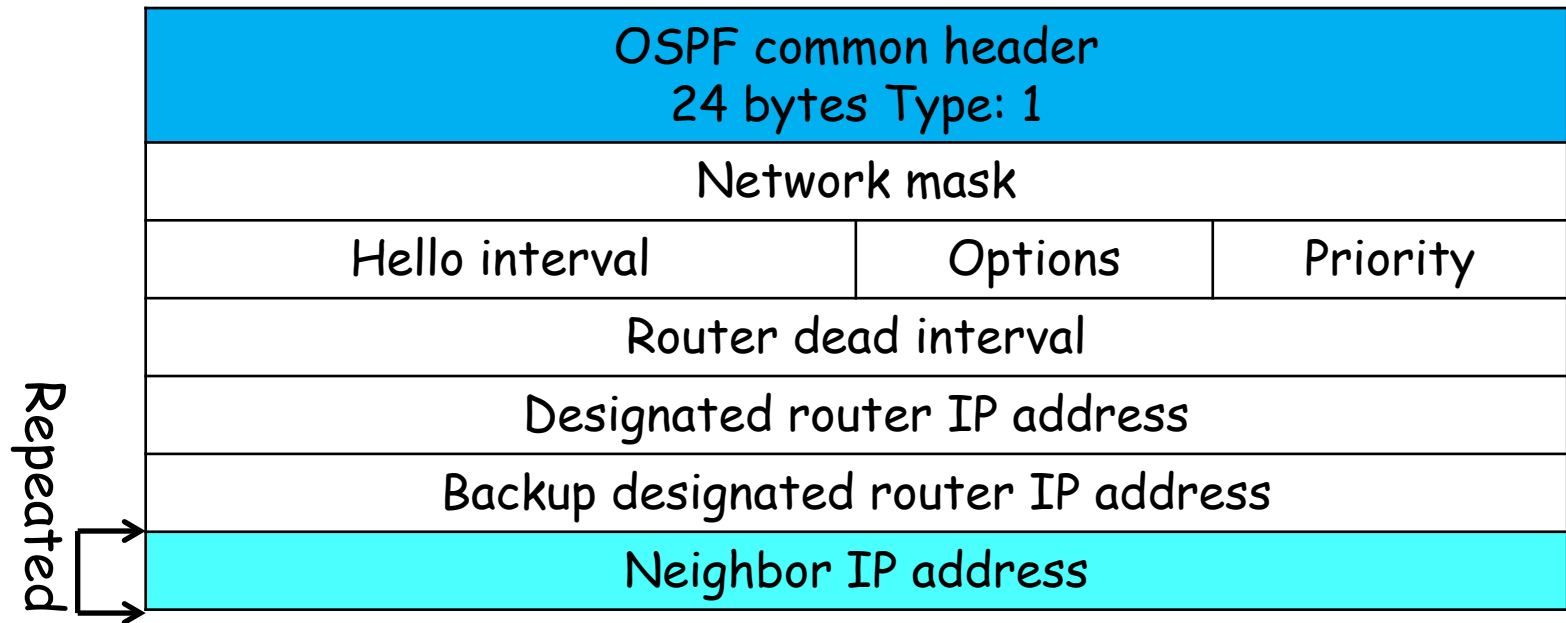 OSPF common header
24 bytes Type: 1
Network mask
Hello interval
Options
Priority
Router dead interval
Designated router IP address
Backup designated router IP address
Repeated
Neighbor IP address